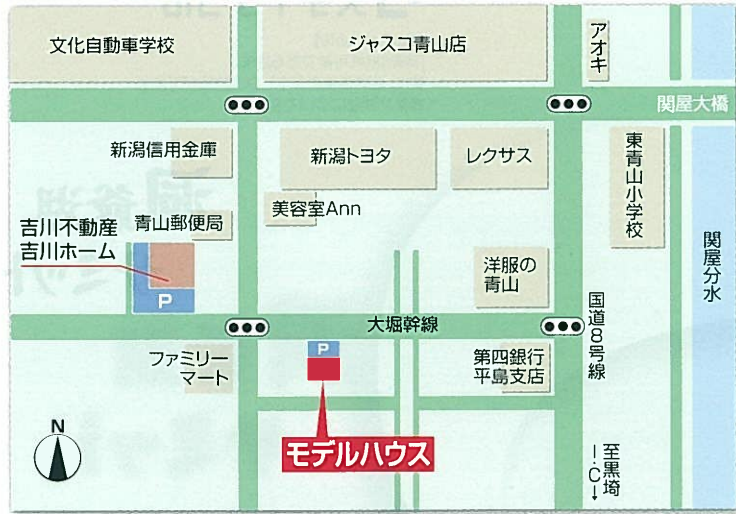 文化自動車学校
ジャスコ青山店
アオキ
関屋大橋
新潟信用金庫
新潟トヨタ
レクサス
東青山小学校
美容室Ann
青山郵便局
吉川不動産
吉川ホーム
P
洋服の
青山
関屋分水
国道8号線
大堀幹線
P
ファミリー
マート
第四銀行
平島支店
モデルハウス
N
至黒埼
I.C↓